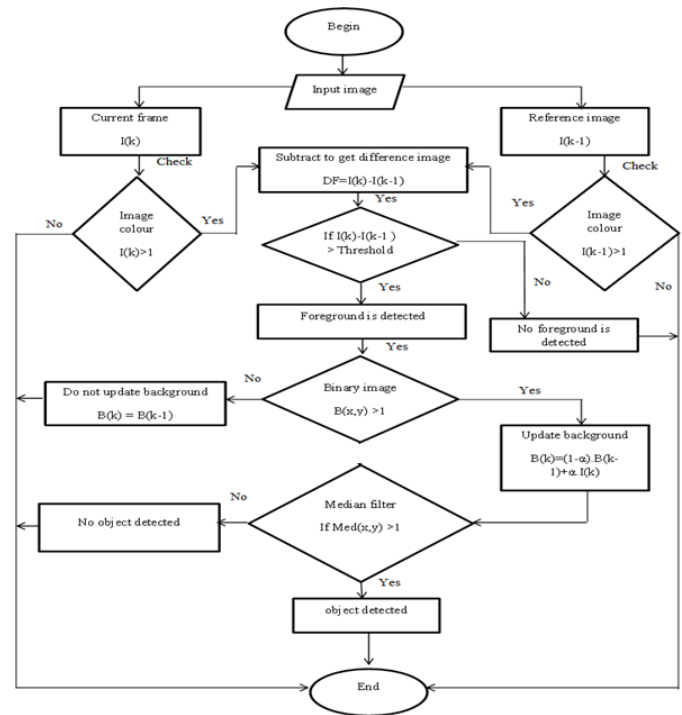 Begin
Input image
Current frame
I(k)
Reference image
I(k-1)
Check
Check
Subtract to get difference image
DF=I(k)-I(k-1)
No
Image
colour
I(k)>1
Yes
Yes
If I(k)-I(k-1 )
> Threshold
Yes
Image
colour
I(k-1)>1
No
No
Yes
Foreground is detected
No foreground is
detected
Yes
Do not update background
B(k) = B(k-1)
No
Binary image
B(x,y) >1
Yes
Update background
B(k)=(1-α).B(k-
1)+α.I(k)
No object detected
No
Median filter
If Med(x,y) >1
Yes
object detected
End